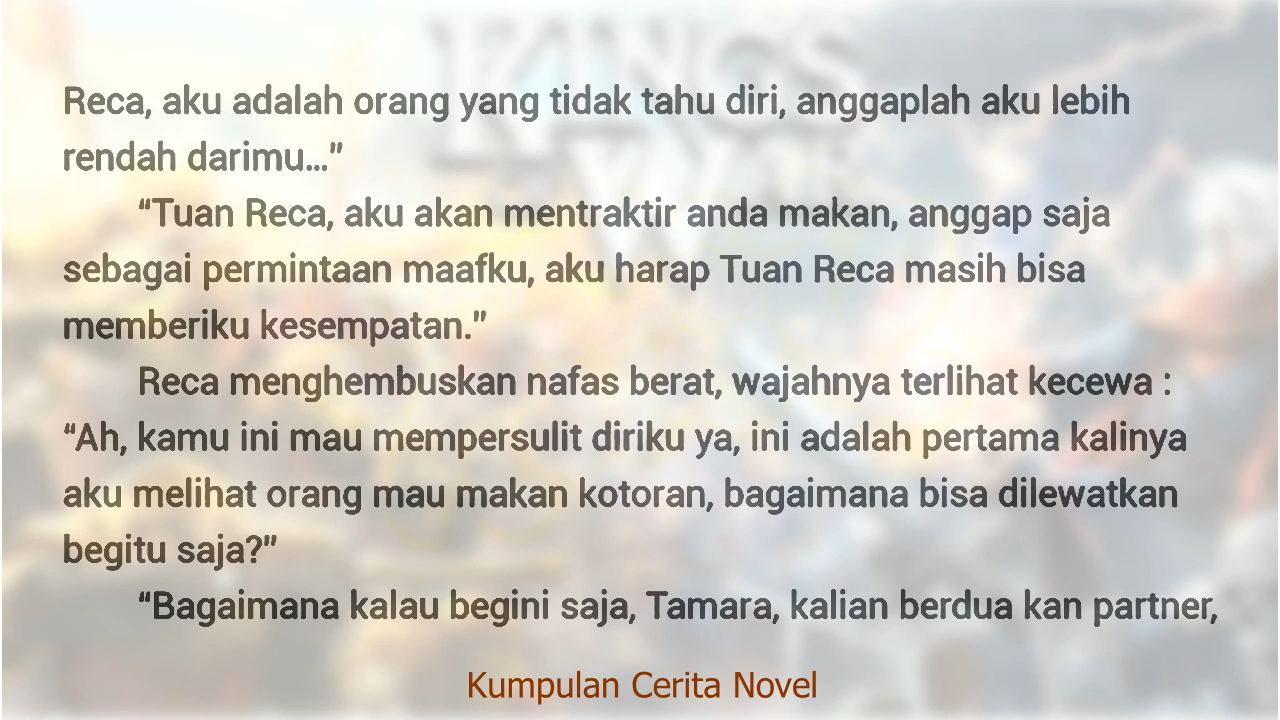 KINGS
Reca, aku adalah orang yang tidak tahu diri, anggaplah aku lebih
rendah darimu...”
“Tuan Reca, aku akan mentraktir anda makan, anggap saja
sebagai permintaan maafku, aku harap Tuan Reca masih bisa
memberiku kesempatan.”
Reca menghembuskan nafas berat, wajahnya terlihat kecewa :
“Ah, kamu ini mau mempersulit diriku ya, ini adalah pertama kalinya
aku melihat orang mau makan kotoran, bagaimana bisa dilewatkan
begitu saja?”
“Bagaimana kalau begini saja, Tamara, kalian berdua kan partner,
Kumpulan Cerita Novel